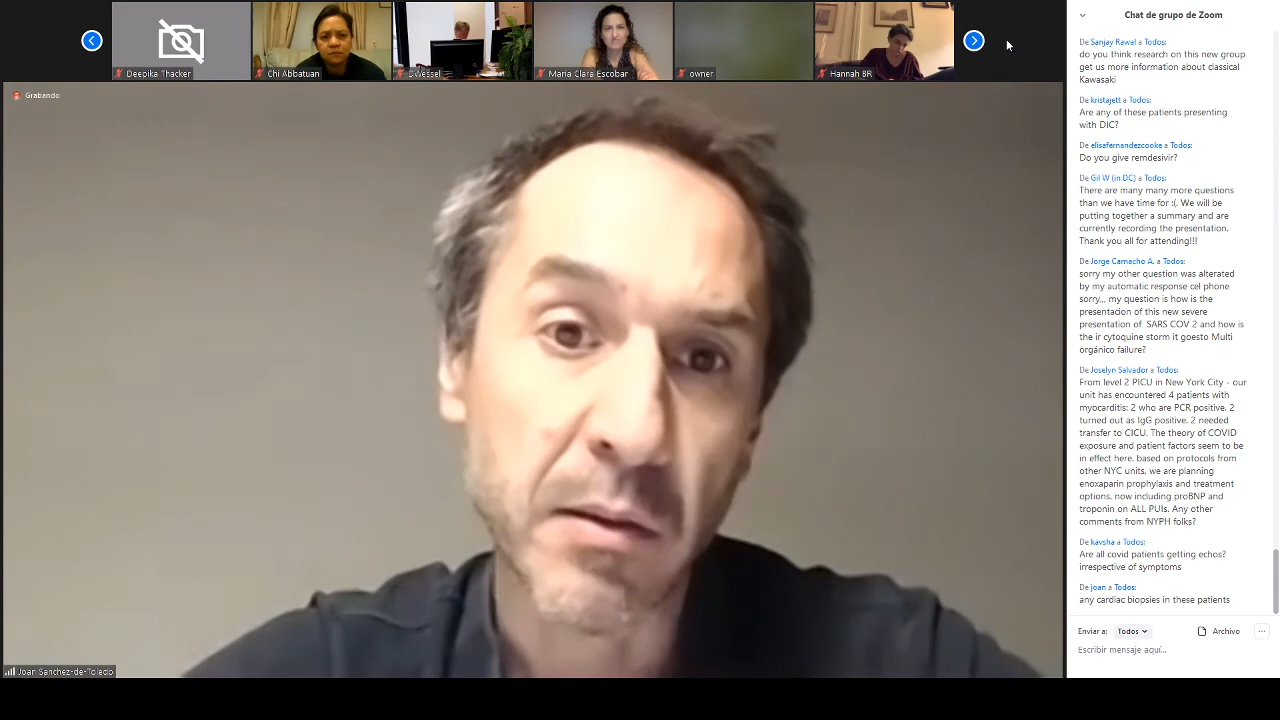 Deepika Thacker
Chi Abbatuan
DWessel
María Clara Escobar
owner
Hannah BR
Grabando
Joan Sanchez-de-Toledo
Chat de grupo de Zoom
De Sanjay Rawal a Todos:
do you think research on this new group
get us more information about classical
Kawasaki
De kristajett a Todos:
Are any of these patients presenting
with DIC?
De elisafernandezcooke a Todos:
Do you give remdesivir?
De Gil W (in DC) a Todos:
There are many many more questions
than we have time for :(. We will be
putting together a summary and are
currently recording the presentation.
Thank you all for attending!!!
De Jorge Camacho A. a Todos:
sorry my other question was alterated
by my automatic response cel phone
sorry,,, my question is how is the
presentacion of this new severe
presentation of SARS COV 2 and how is
the ir cytoquine storm it goesto Multi
orgánico failure?
De Joselyn Salvador a Todos:
From level 2 PICU in New York City - our
unit has encountered 4 patients with
myocarditis: 2 who are PCR positive. 2
turned out as IgG positive. 2 needed
transfer to CICU. The theory of COVID
exposure and patient factors seem to be
in effect here. based on protocols from
other NYC units, we are planning
enoxaparin prophylaxis and treatment
options. now including proBNP and
troponin on ALL PUIs. Any other
comments from NYPH folks?
De kavsha a Todos:
Are all covid patients getting echos?
irrespective of symptoms
De joan a Todos:
any cardiac biopsies in these patients
Enviar a: Todos
Archivo
Escribir mensaje aquí...